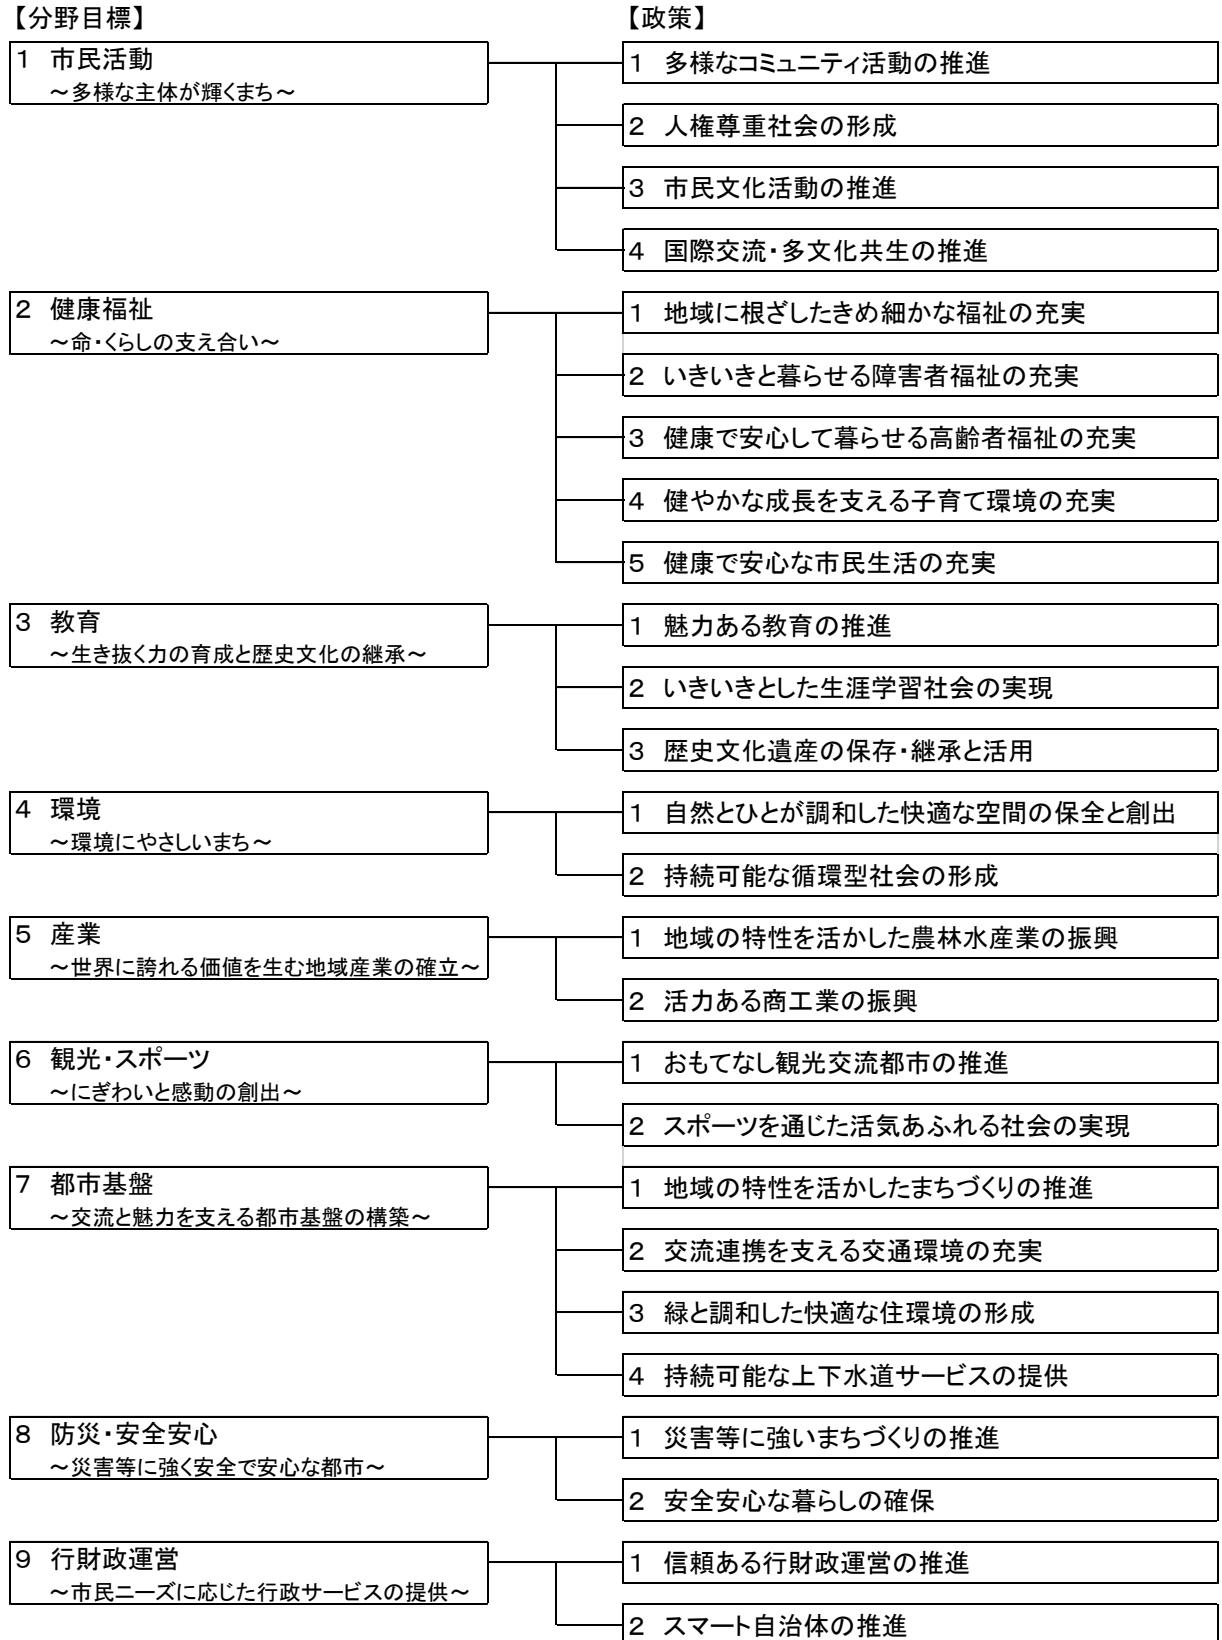 【分野目標】 【政策】
1 市民活動
～多様な主体が輝くまち～
1 多様なコミュニティ活動の推進
2 人権尊重社会の形成
3 市民文化活動の推進
4 国際交流・多文化共生の推進
2 健康福祉
～命・くらしの支え合い～
1 地域に根ざしたきめ細かな福祉の充実
2 いきいきと暮らせる障害者福祉の充実
3 健康で安心して暮らせる高齢者福祉の充実
4 健やかな成長を支える子育て環境の充実
5 健康で安心な市民生活の充実
3 教育
～生き抜く力の育成と歴史文化の継承～
1 魅力ある教育の推進
2 いきいきとした生涯学習社会の実現
3 歴史文化遺産の保存・継承と活用
4 環境
～環境にやさしいまち～
1 自然とひとが調和した快適な空間の保全と創出
2 持続可能な循環型社会の形成
5 産業
～世界に誇れる価値を生む地域産業の確立～
1 地域の特性を活かした農林水産業の振興
2 活力ある商工業の振興
6 観光・スポーツ
～にぎわいと感動の創出～
1 おもてなし観光交流都市の推進
2 スポーツを通じた活気あふれる社会の実現
7 都市基盤
～交流と魅力を支える都市基盤の構築～
1 地域の特性を活かしたまちづくりの推進
2 交流連携を支える交通環境の充実
3 緑と調和した快適な住環境の形成
4 持続可能な上下水道サービスの提供
8 防災・安全安心
～災害等に強く安全で安心な都市～
1 災害等に強いまちづくりの推進
2 安全安心な暮らしの確保
9 行財政運営
～市民ニーズに応じた行政サービスの提供～
1 信頼ある行財政運営の推進
2 スマート自治体の推進